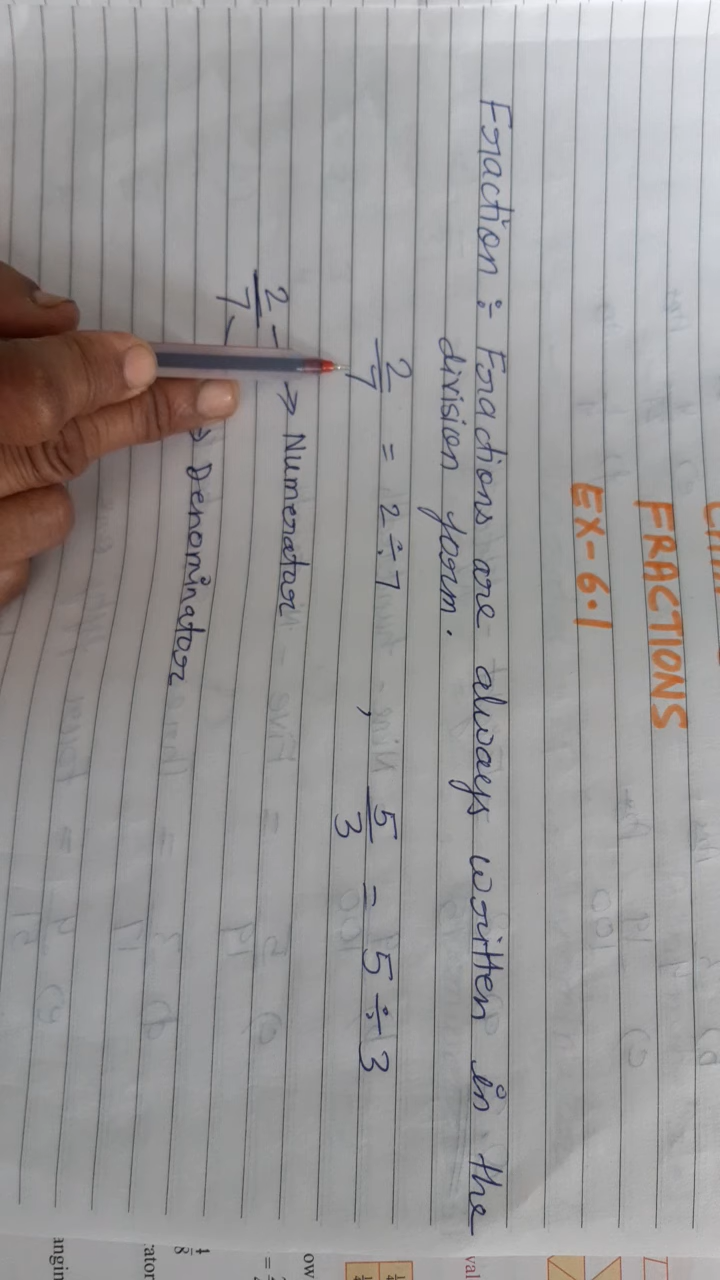 FRACTIONS
EX-6.1
Fraction :- Fractions are always written in the
division form.
2/7 = 2÷7 , 5/3 = 5÷3
2/7 → Numerator
→ Denominator